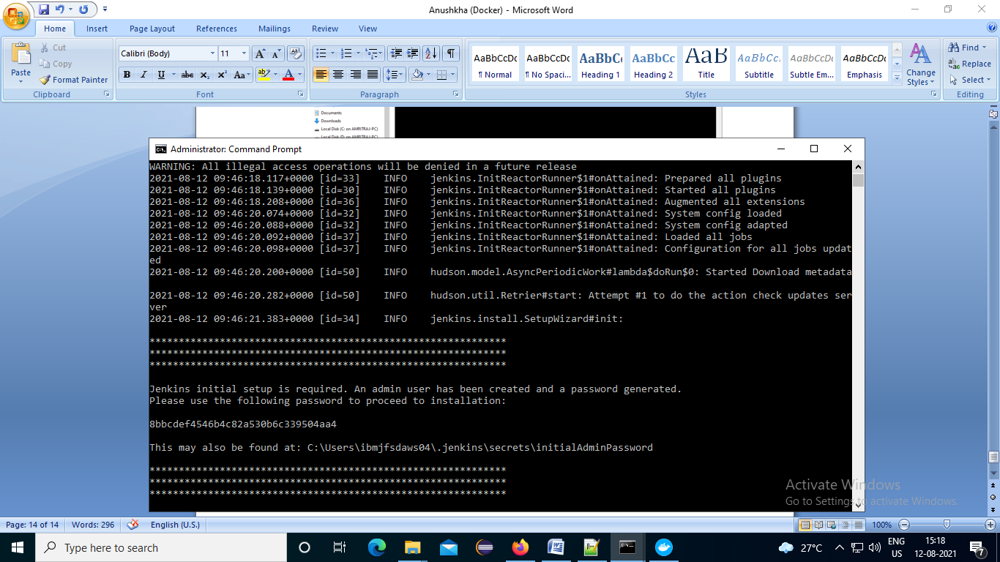 Anushkha (Docker) - Microsoft Word
Home Insert Page Layout References Mailings Review View
Paste
Cut
Copy
Format Painter
Clipboard
Calibri (Body) 11
B I U abc x₂ x² Aa
Font
Paragraph
AaBbCcDc AaBbCcDc AaBbC AaBbCc AaB AaBbCc. AaBbCcDc AaBbCcDc
¶ Normal ¶ No Spaci... Heading 1 Heading 2 Title Subtitle Subtle Em... Emphasis
Change
Styles
Styles
Find
Replace
Select
Editing
Documents
Downloads
Local Disk (C: on AMRITRAJ-PC)
Local Disk (D: on AMRITRAJ-PC)
Administrator: Command Prompt
WARNING: All illegal access operations will be denied in a future release
2021-08-12 09:46:18.117+0000 [id=33] INFO jenkins.InitReactorRunner$1#onAttained: Prepared all plugins
2021-08-12 09:46:18.139+0000 [id=30] INFO jenkins.InitReactorRunner$1#onAttained: Started all plugins
2021-08-12 09:46:18.208+0000 [id=36] INFO jenkins.InitReactorRunner$1#onAttained: Augmented all extensions
2021-08-12 09:46:20.074+0000 [id=32] INFO jenkins.InitReactorRunner$1#onAttained: System config loaded
2021-08-12 09:46:20.088+0000 [id=32] INFO jenkins.InitReactorRunner$1#onAttained: System config adapted
2021-08-12 09:46:20.092+0000 [id=37] INFO jenkins.InitReactorRunner$1#onAttained: Loaded all jobs
2021-08-12 09:46:20.098+0000 [id=37] INFO jenkins.InitReactorRunner$1#onAttained: Configuration for all jobs updat
ed
2021-08-12 09:46:20.200+0000 [id=50] INFO hudson.model.AsyncPeriodicWork#lambda$doRun$0: Started Download metadata
2021-08-12 09:46:20.282+0000 [id=50] INFO hudson.util.Retrier#start: Attempt #1 to do the action check updates ser
ver
2021-08-12 09:46:21.383+0000 [id=34] INFO jenkins.install.SetupWizard#init:
*************************************************************
*************************************************************
*************************************************************
Jenkins initial setup is required. An admin user has been created and a password generated.
Please use the following password to proceed to installation:
8bbcdef4546b4c82a530b6c339504aa4
This may also be found at: C:\Users\ibmjfsdaws04\.jenkins\secrets\initialAdminPassword
*************************************************************
*************************************************************
*************************************************************
Activate Windows
Go to Settings to activate Windows.
Page: 14 of 14 Words: 296 English (U.S.) 100%
Type here to search
27°C
ENG
US
15:18
12-08-2021
7